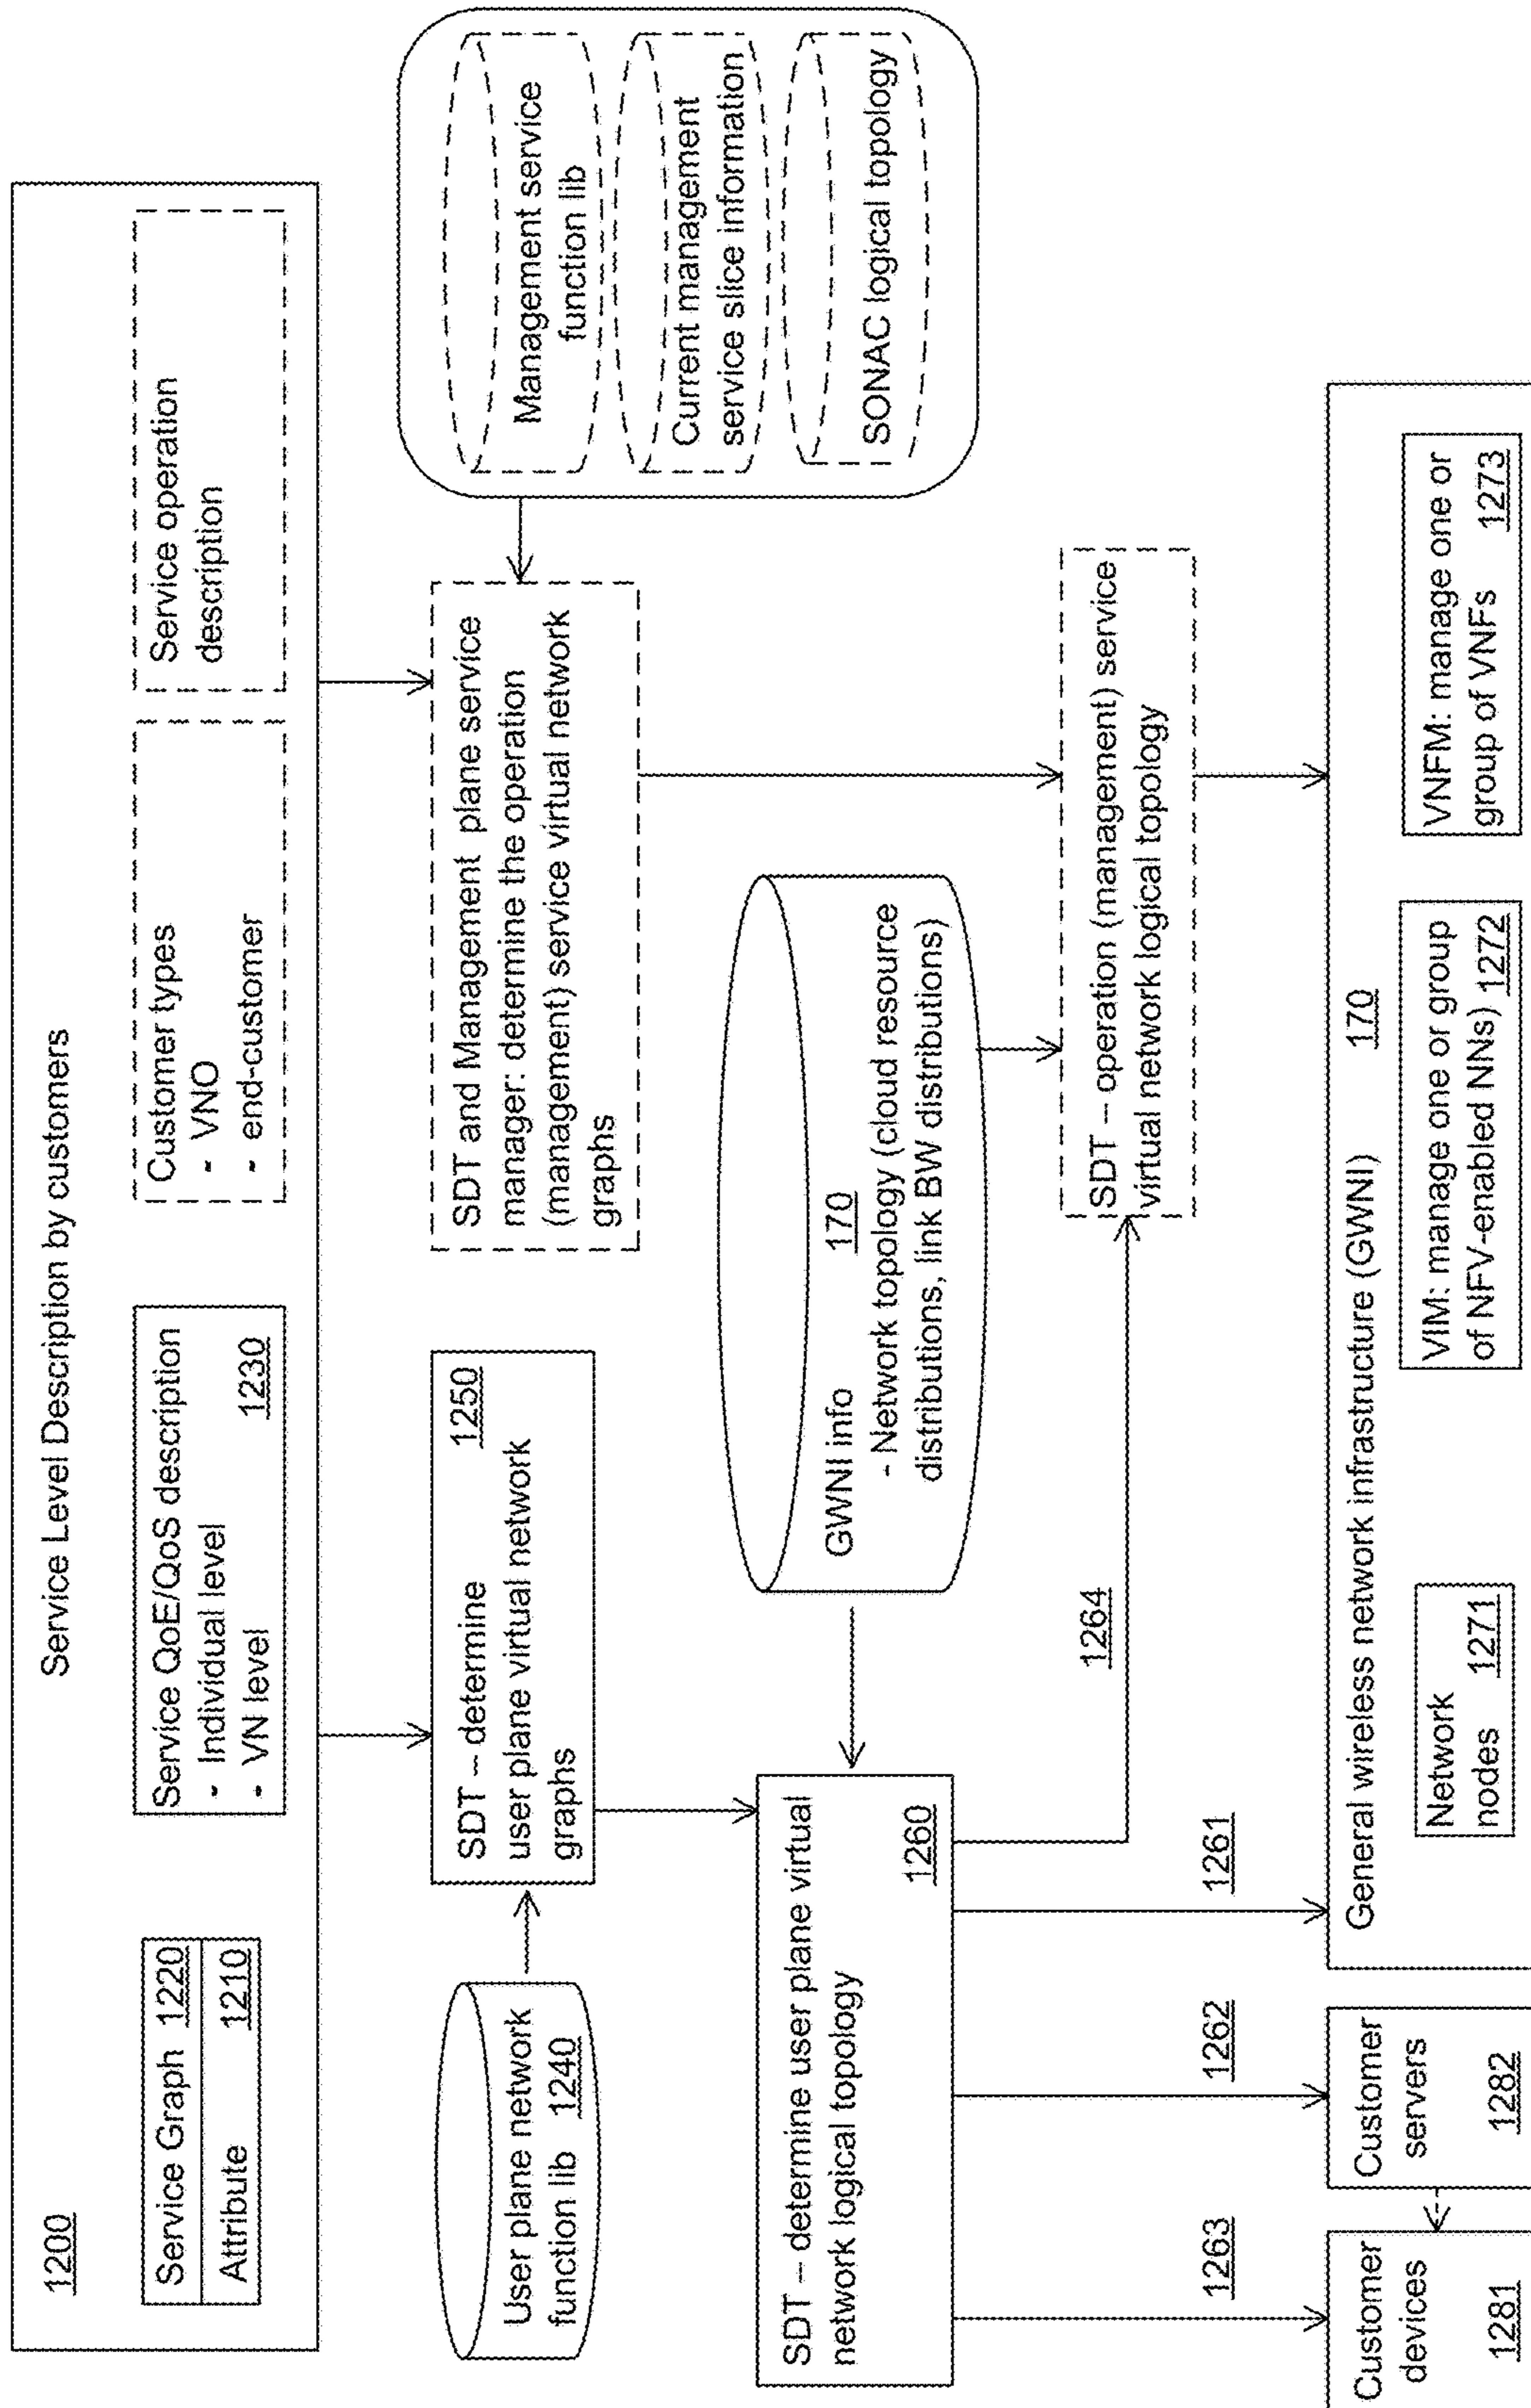 Service Level Description by customers
1200
Service Graph 1220
Attribute 1210
Service QoE/QoS description
- Individual level
- VN level 1230
Customer types
- VNO
- end-customer
Service operation
description
User plane network
function lib 1240
SDT – determine 1250
user plane virtual network
graphs
SDT and Management plane service
manager: determine the operation
(management) service virtual network
graphs
Management service
function lib
Current management
service slice information
SONAC logical topology
SDT – determine user plane virtual
network logical topology
1260
GWNI info 170
- Network topology (cloud resource
distributions, link BW distributions)
SDT – operation (management) service
virtual network logical topology
1263
1262
1261
1264
Customer
devices
1281
Customer
servers
1282
General wireless network infrastructure (GWNI) 170
Network
nodes 1271
VIM: manage one or group
of NFV-enabled NNs) 1272
VNFM: manage one or
group of VNFs 1273